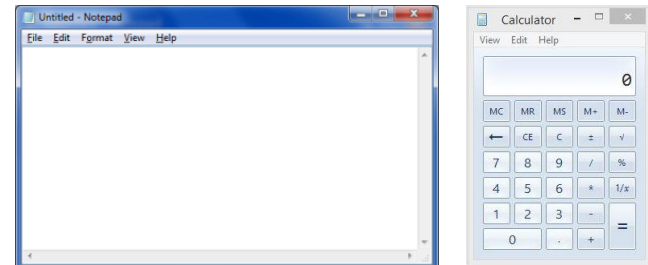 Untitled - Notepad
File Edit Format View Help
Calculator
View Edit Help
0
MC MR MS M+ M-
← CE C ± √
7 8 9 / %
4 5 6 * 1/x
1 2 3 - =
0 . +